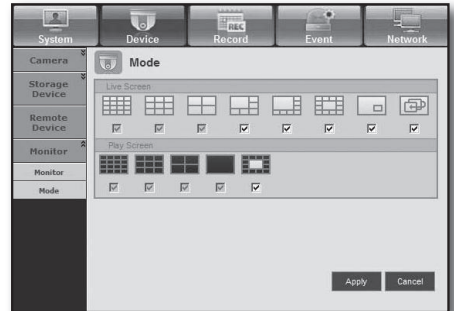 System Device Record Event Network
REC
Camera
Mode
Storage
Device
Live Screen
Remote
Device
Monitor
Play Screen
Monitor
Mode
Apply Cancel